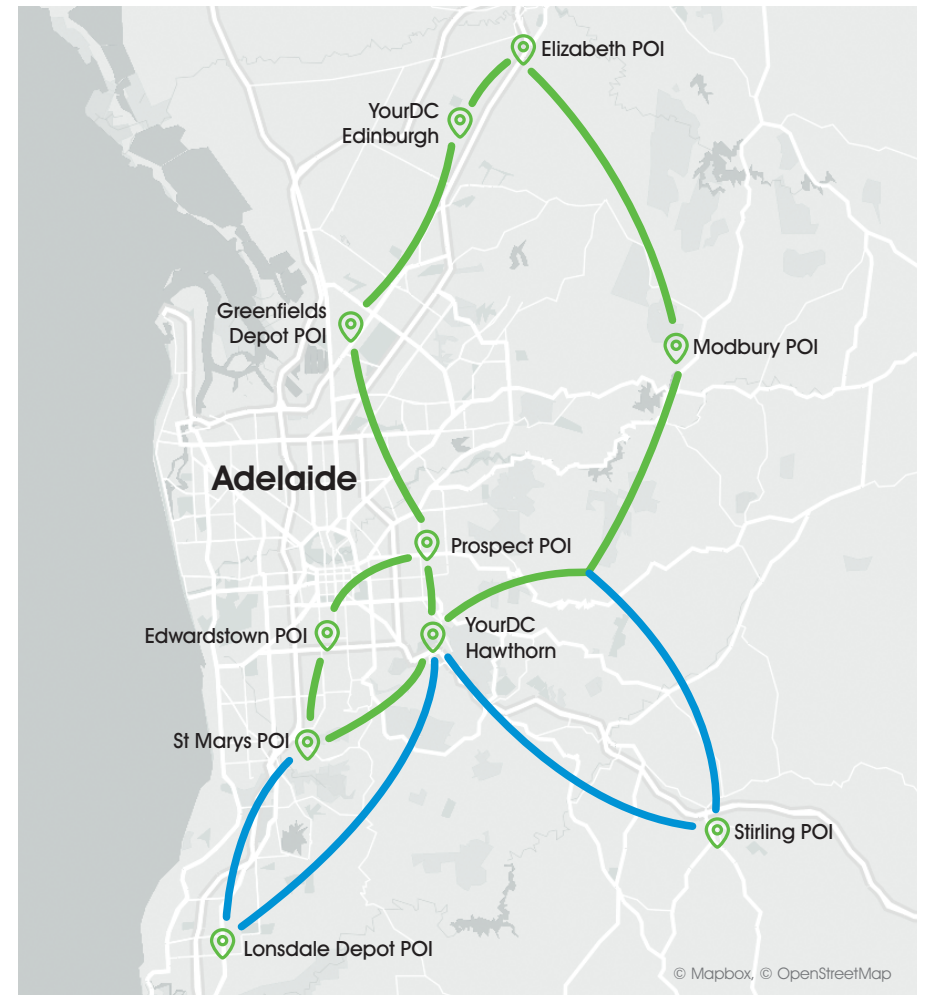 Elizabeth POI
YourDC
Edinburgh
Greenfields
Depot POI
Modbury POI
Adelaide
Prospect POI
Edwardstown POI
YourDC
Hawthorn
St Marys POI
Stirling POI
Lonsdale Depot POI
© Mapbox, © OpenStreetMap